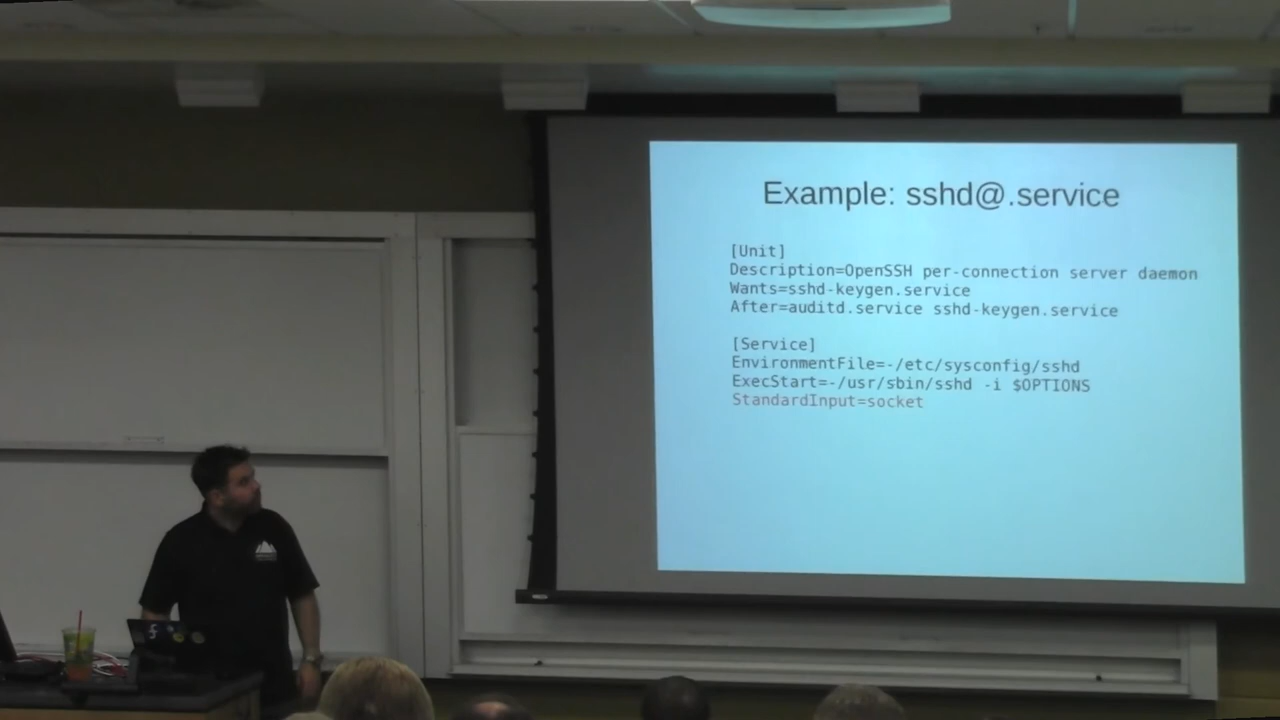 Example: sshd@.service
[Unit]
Description=OpenSSH per-connection server daemon
Wants=sshd-keygen.service
After=auditd.service sshd-keygen.service
[Service]
EnvironmentFile=-/etc/sysconfig/sshd
ExecStart=-/usr/sbin/sshd -i $OPTIONS
StandardInput=socket